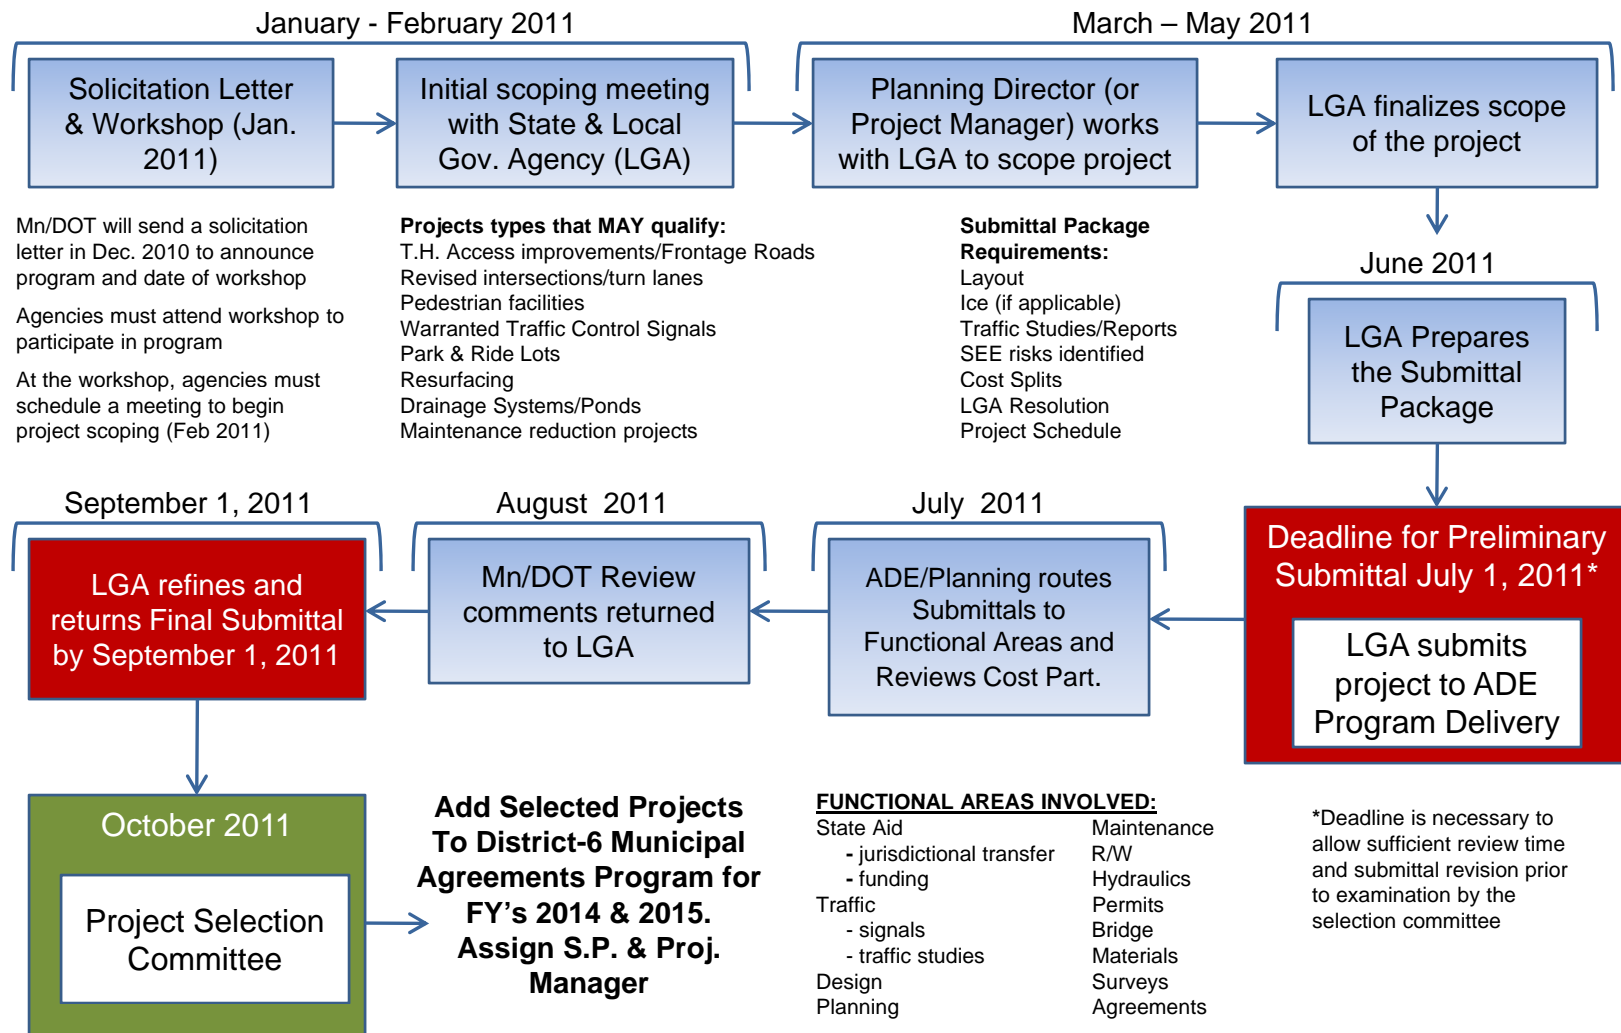 January - February 2011
March – May 2011
Solicitation Letter
& Workshop (Jan.
2011)
Initial scoping meeting
with State & Local
Gov. Agency (LGA)
Planning Director (or
Project Manager) works
with LGA to scope project
LGA finalizes scope
of the project
Mn/DOT will send a solicitation
letter in Dec. 2010 to announce
program and date of workshop
Agencies must attend workshop to
participate in program
At the workshop, agencies must
schedule a meeting to begin
project scoping (Feb 2011)
Projects types that MAY qualify:
T.H. Access improvements/Frontage Roads
Revised intersections/turn lanes
Pedestrian facilities
Warranted Traffic Control Signals
Park & Ride Lots
Resurfacing
Drainage Systems/Ponds
Maintenance reduction projects
Submittal Package
Requirements:
Layout
Ice (if applicable)
Traffic Studies/Reports
SEE risks identified
Cost Splits
LGA Resolution
Project Schedule
June 2011
LGA Prepares
the Submittal
Package
September 1, 2011
August 2011
July 2011
Deadline for Preliminary
Submittal July 1, 2011*
LGA submits
project to ADE
Program Delivery
ADE/Planning routes
Submittals to
Functional Areas and
Reviews Cost Part.
Mn/DOT Review
comments returned
to LGA
LGA refines and
returns Final Submittal
by September 1, 2011
October 2011
Project Selection
Committee
Add Selected Projects
To District-6 Municipal
Agreements Program for
FY’s 2014 & 2015.
Assign S.P. & Proj.
Manager
FUNCTIONAL AREAS INVOLVED:
State Aid
- jurisdictional transfer
- funding
Traffic
- signals
- traffic studies
Design
Planning
Maintenance
R/W
Hydraulics
Permits
Bridge
Materials
Surveys
Agreements
*Deadline is necessary to
allow sufficient review time
and submittal revision prior
to examination by the
selection committee